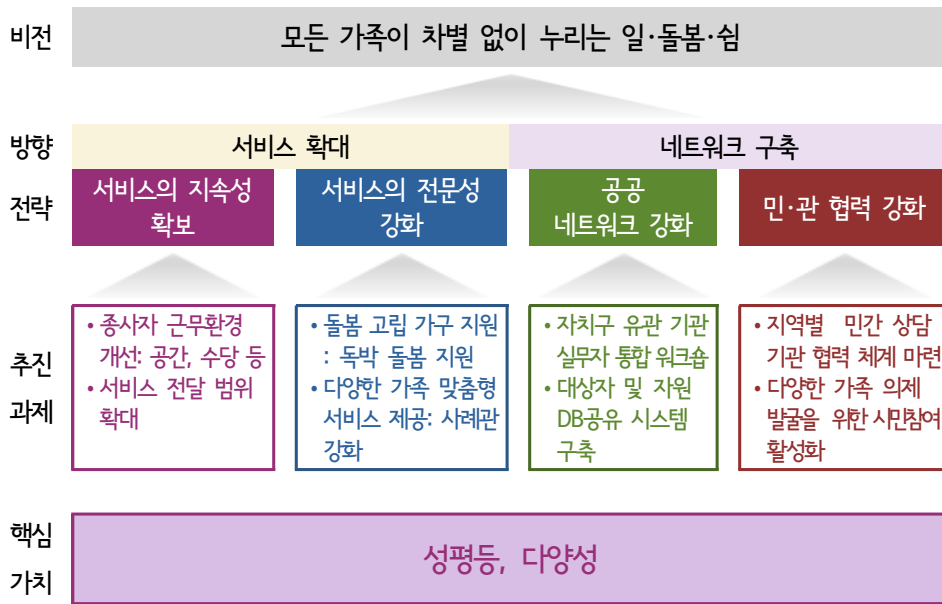 비전
모든 가족이 차별 없이 누리는 일·돌봄·쉼
방향
서비스 확대
네트워크 구축
전략
서비스의 지속성
확보
서비스의 전문성
강화
공공
네트워크 강화
민·관 협력 강화
추진
과제
• 종사자 근무환경
개선: 공간, 수당 등
• 서비스 전달 범위
확대
• 돌봄 고립 가구 지원
: 독박 돌봄 지원
• 다양한 가족 맞춤형
서비스 제공: 사례관
강화
• 자치구 유관 기관
실무자 통합 워크숍
• 대상자 및 자원
DB공유 시스템
구축
• 지역별 민간 상담
기관 협력 체계 마련
• 다양한 가족 의제
발굴을 위한 시민참여
활성화
핵심
가치
성평등, 다양성